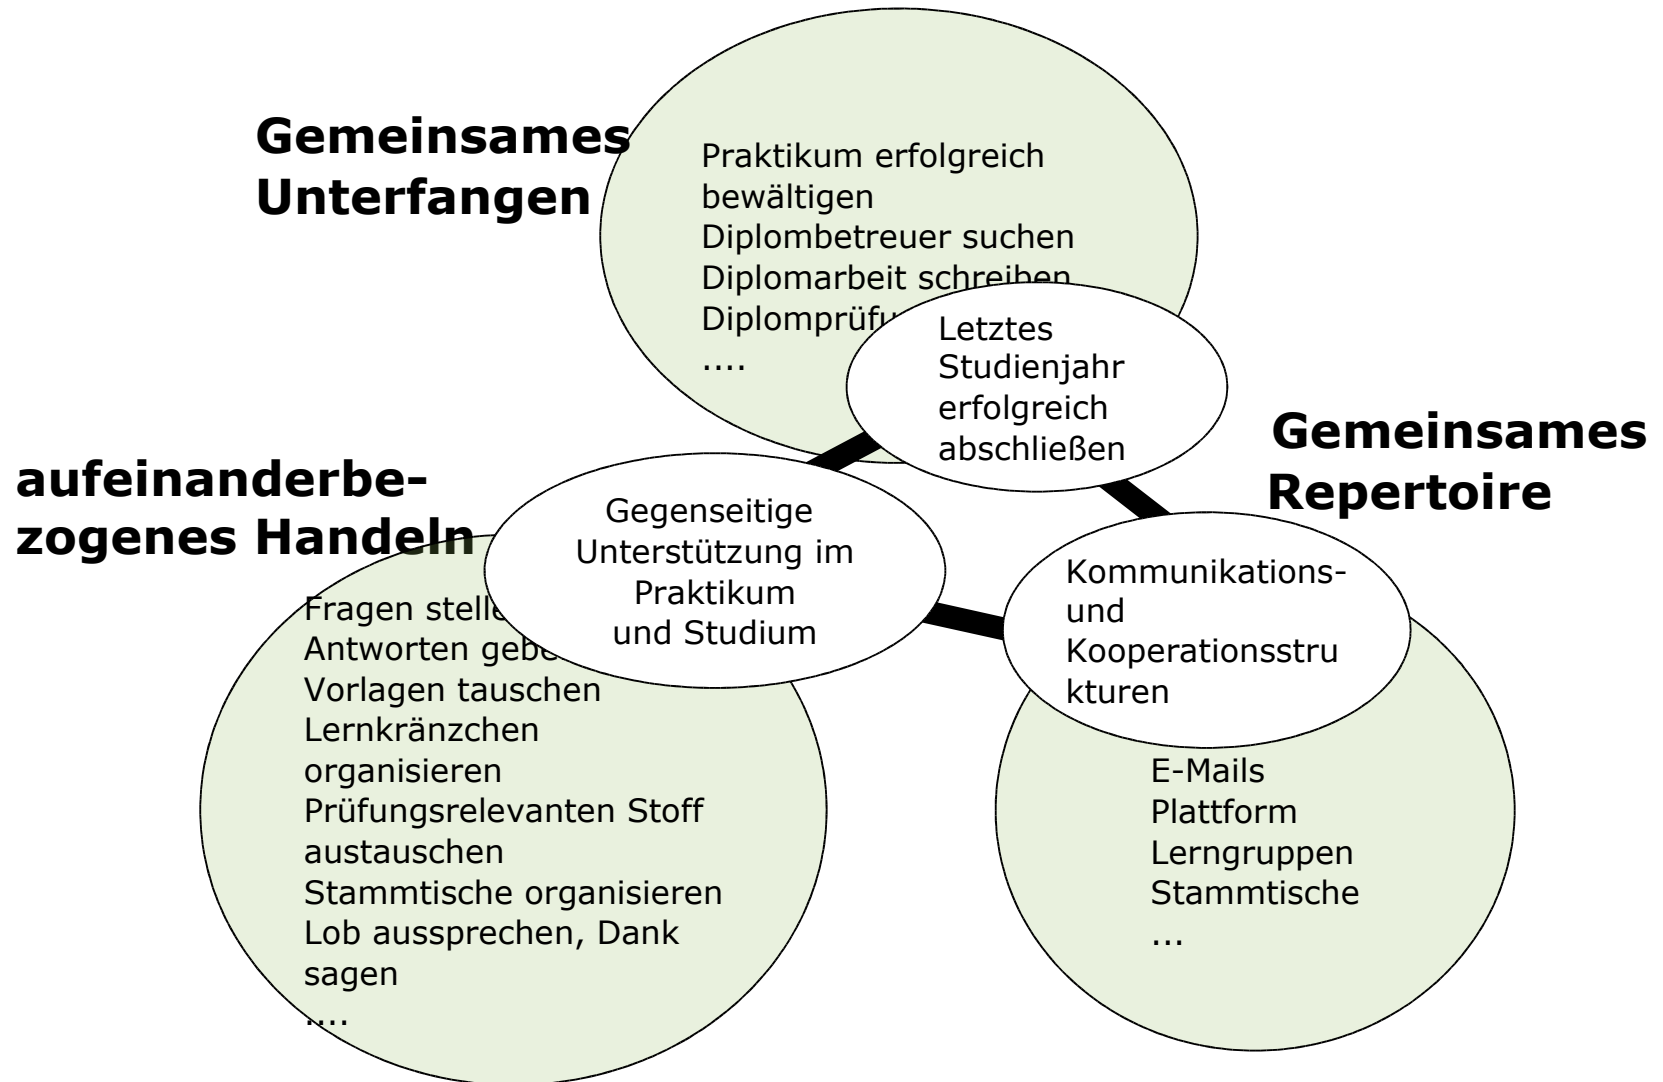 Gemeinsames
Unterfangen
Praktikum erfolgreich
bewältigen
Diplombetreuer suchen
Diplomarbeit schreiben
....
Letztes
Studienjahr
erfolgreich
abschließen
Gemeinsames
Repertoire
aufeinanderbe-
zogenes Handeln
Gegenseitige
Unterstützung im
Praktikum
und Studium
Kommunikations-
und
Kooperationsstru
kturen
Fragen
Antworten
Vorlagen tauschen
Lernkränzchen
organisieren
Prüfungsrelevanten Stoff
austauschen
Stammtische organisieren
Lob aussprechen, Dank
sagen
....
E-Mails
Plattform
Lerngruppen
Stammtische
...